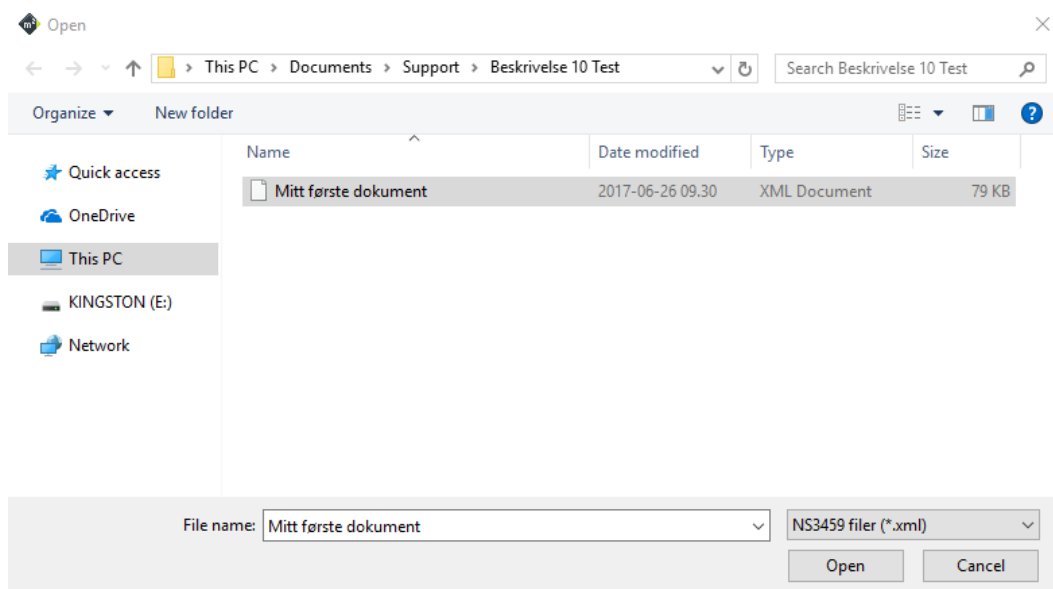 m²
Open
This PC > Documents > Support > Beskrivelse 10 Test
Search Beskrivelse 10 Test
Organize
New folder
?
Name
Date modified
Type
Size
Quick access
OneDrive
This PC
KINGSTON (E:)
Network
Mitt første dokument
2017-06-26 09.30
XML Document
79 KB
File name:
Mitt første dokument
NS3459 filer (*.xml)
Open
Cancel